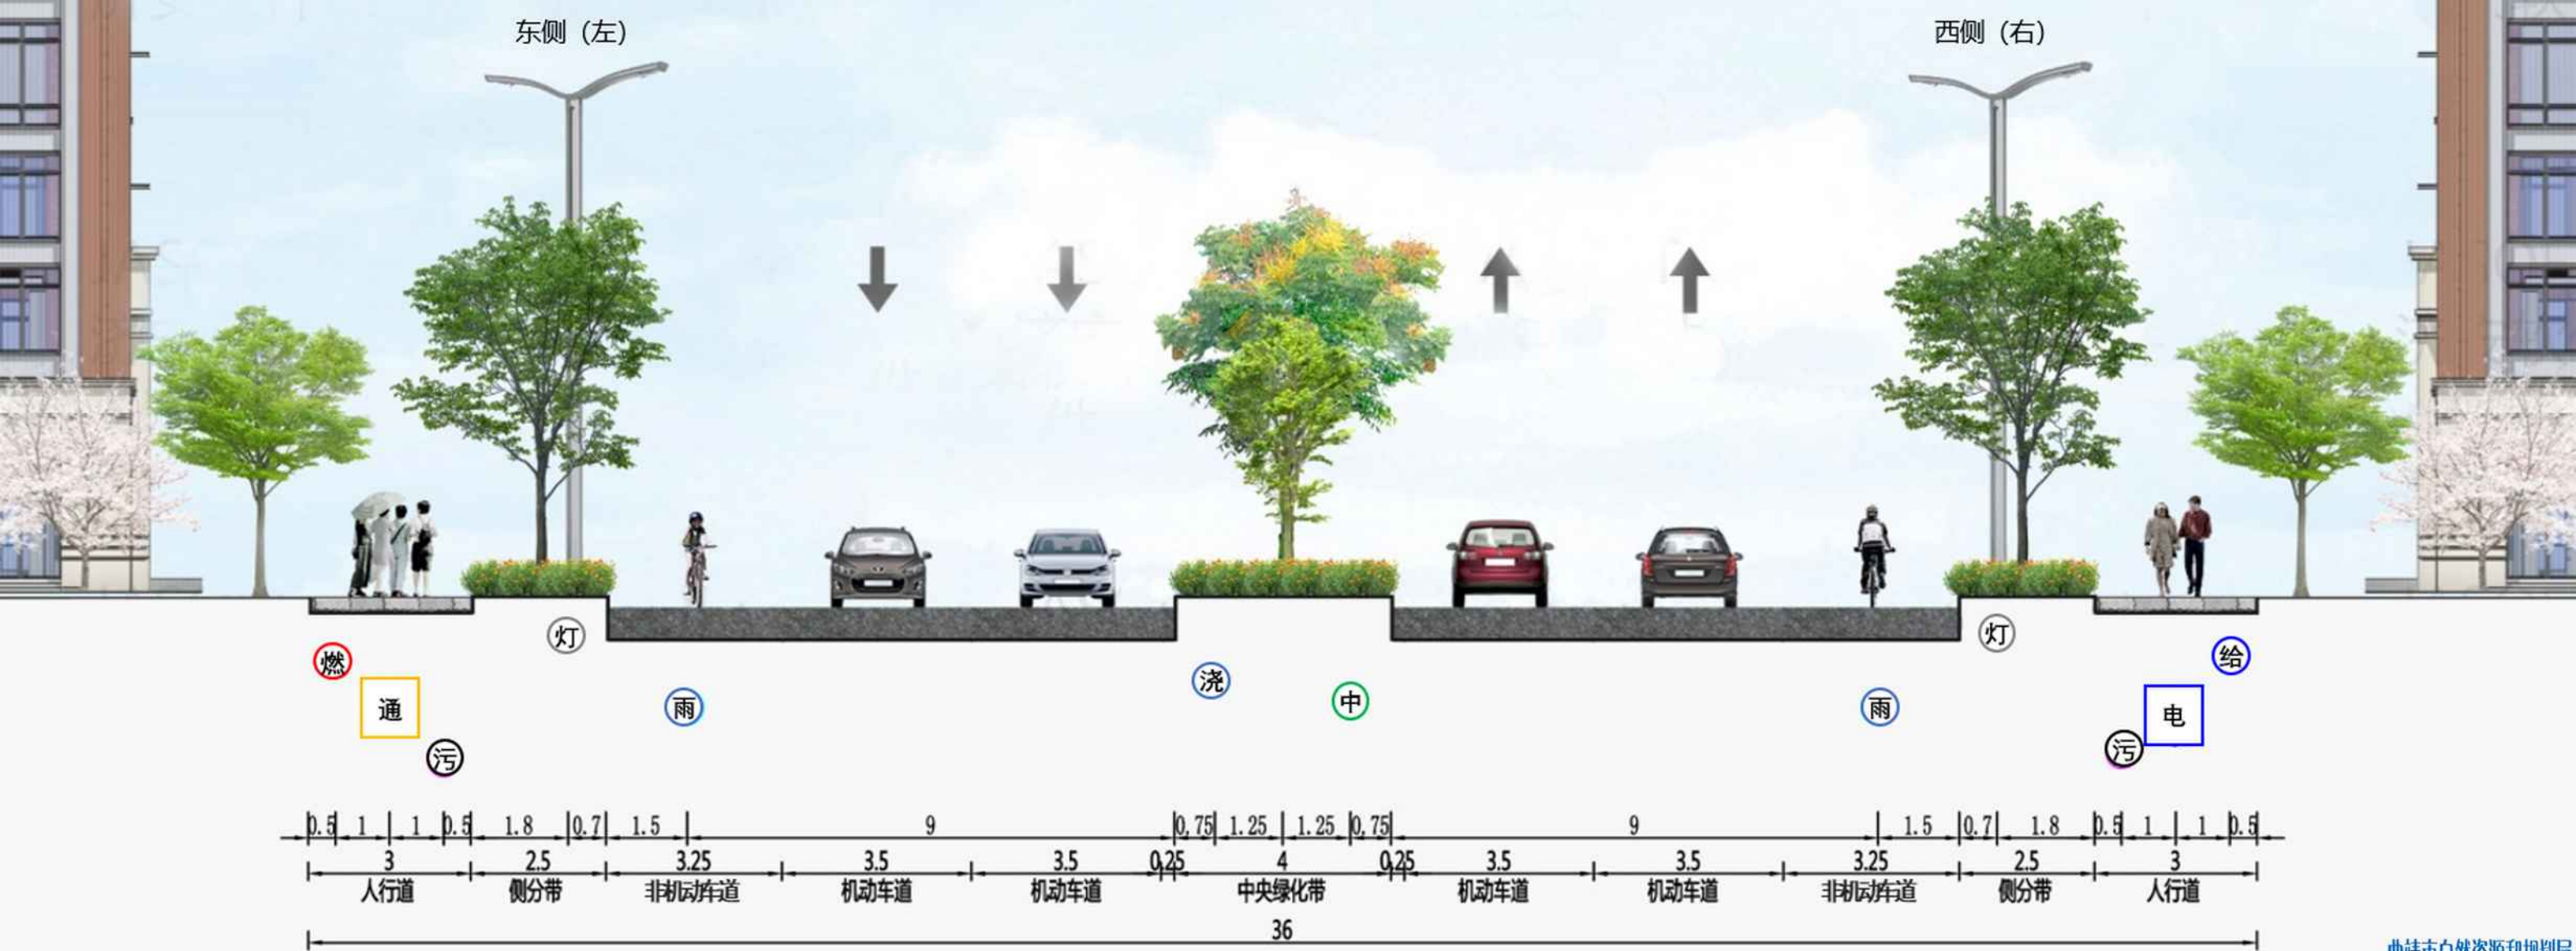 东侧（左） 西侧（右）
灯 灯
燃 给
通 雨 浇 中 雨 电
污 污
0.5 1 1 0.5 1.8 0.7 1.5 9 0.75 1.25 1.25 0.75 9 1.5 0.7 1.8 0.5 1 1 0.5
3 2.5 3.25 3.5 3.5 0.25 4 0.25 3.5 3.5 3.25 2.5 3
人行道 侧分带 非机动车道 机动车道 机动车道 中央绿化带 机动车道 机动车道 非机动车道 侧分带 人行道
36